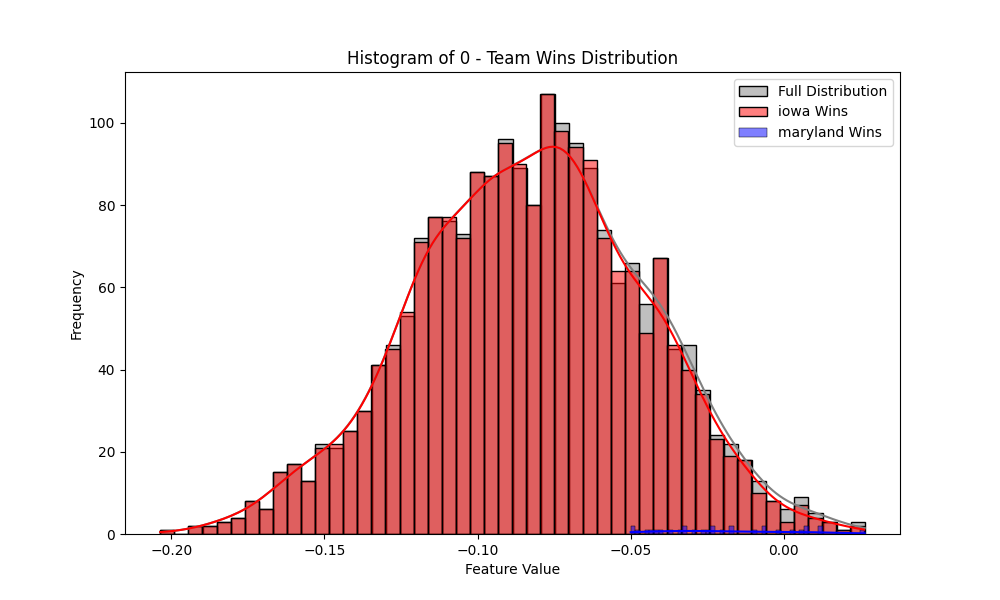 Histogram of 0 - Team Wins Distribution
Full Distribution
iowa Wins
maryland Wins
Frequency
100
80
60
40
20
0
−0.20
−0.15
−0.10
−0.05
0.00
Feature Value